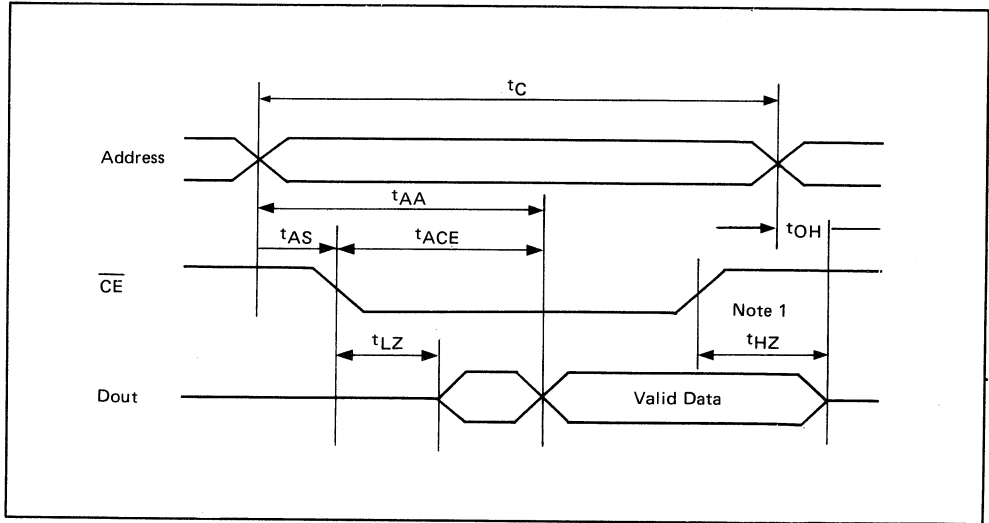 tC
Address
tAA
tAS
tACE
tOH
CE
Note 1
tLZ
tHZ
Dout
Valid Data